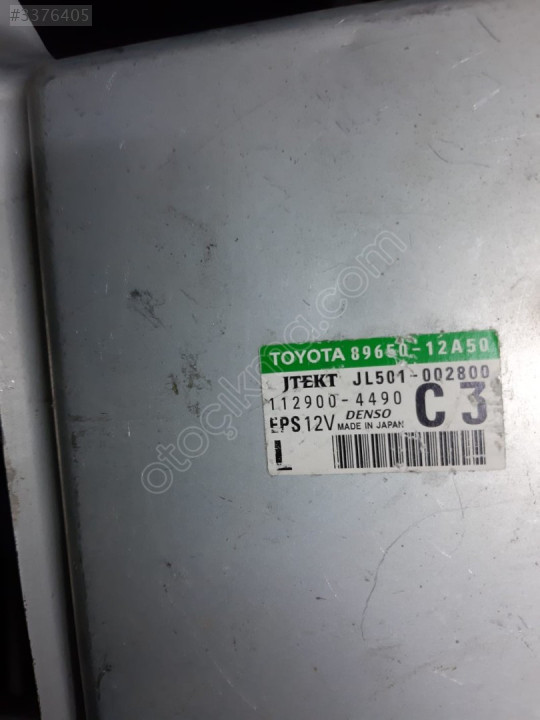 #3376405
otoçıkma.com
TOYOTA 89650-12A50
JTEKT JL501-002800
112900-4490
DENSO
C3
EPS 12V MADE IN JAPAN